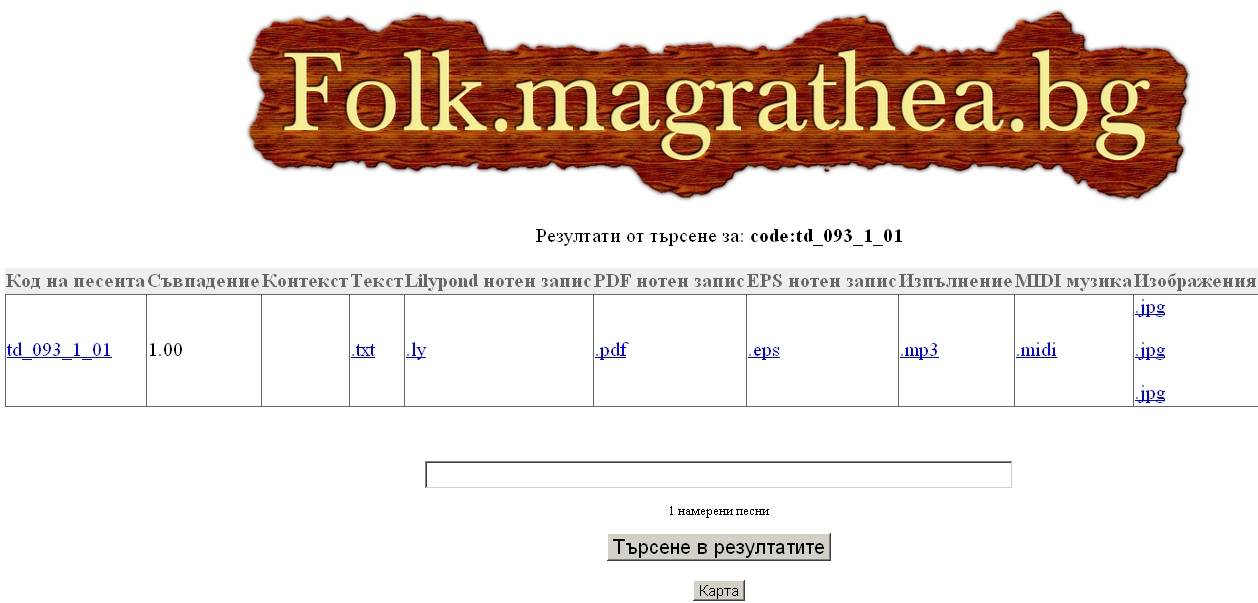 Folk.magrathea.bg
Резултати от търсене за: code:td_093_1_01
Код на песента Съвпадение Контекст Текст Lilypond нотен запис PDF нотен запис EPS нотен запис Изпълнение MIDI музика Изображения
td_093_1_01 1.00 .txt .ly .pdf .eps .mp3 .midi .jpg
.jpg
.jpg
1 намерени песни
Търсене в резултатите
Карта